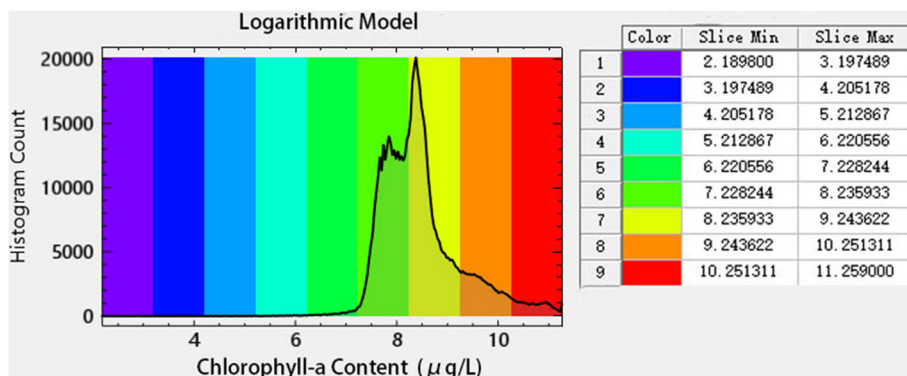 Logarithmic Model
Histogram Count
20000
15000
10000
5000
0
4 6 8 10
Chlorophyll-a Content (μg/L)
Color Slice Min Slice Max
1 2.189800 3.197489
2 3.197489 4.205178
3 4.205178 5.212867
4 5.212867 6.220556
5 6.220556 7.228244
6 7.228244 8.235933
7 8.235933 9.243622
8 9.243622 10.251311
9 10.251311 11.259000